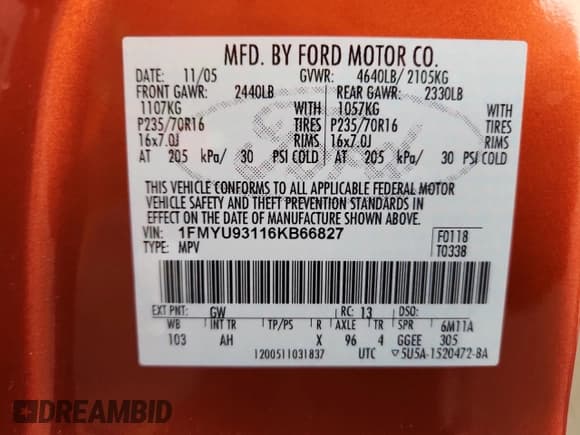 MFD. BY FORD MOTOR CO.
DATE: 11/05 GVWR: 4640LB/ 2105KG
FRONT GAWR: 2440LB REAR GAWR: 2330LB
1107KG WITH 1057KG WITH
P235/70R16 TIRES P235/70R16 TIRES
16x7.0J RIMS 16x7.0J RIMS
AT 205 kPa/ 30 PSI COLD AT 205 kPa/ 30 PSI COLD
THIS VEHICLE CONFORMS TO ALL APPLICABLE FEDERAL MOTOR
VEHICLE SAFETY AND THEFT PREVENTION STANDARDS IN
EFFECT ON THE DATE OF MANUFACTURE SHOWN ABOVE.
VIN: 1FMYU93116KB66827 F0118
TYPE: MPV T0338
EXT PNT: GW RC: 13 DSO:
WB INT TR TP/PS R AXLE TR SPR 6M11A
103 AH X 96 4 GGEE 305
1200511031837 UTC ▽5U5A-1520472-BA
Ford
DREAMBID